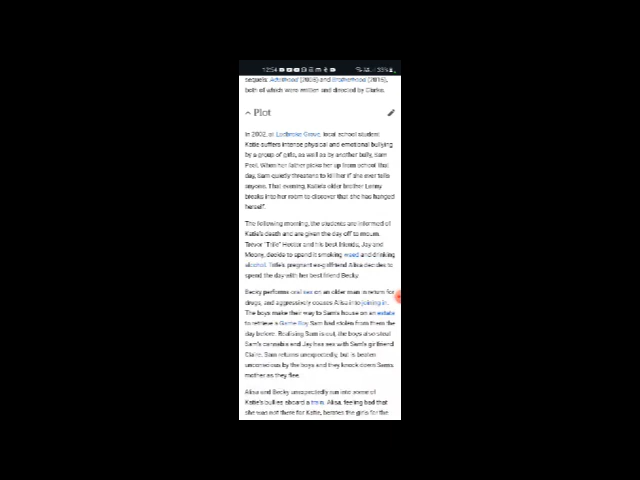 12:54
sequels, Adulthood (2008) and Brotherhood (2016),
both of which were written and directed by Clarke.
Plot
In 2002, at Ladbroke Grove, local school student
Katie suffers intense physical and emotional bullying
by a group of girls, as well as by another bully, Sam
Peel. When her father picks her up from school that
day, Sam quietly threatens to kill her if she ever tells
anyone. That evening, Katie's older brother Lenny
breaks into her room to discover that she has hanged
herself.
The following morning, the students are informed of
Katie's death and are given the day off to mourn.
Trevor "Trife" Hector and his best friends, Jay and
Moony, decide to spend it smoking weed and drinking
alcohol. Trife's pregnant ex-girlfriend Alisa decides to
spend the day with her best friend Becky.
Becky performs oral sex on an older man in return for
drugs, and aggressively coaxes Alisa into joining in.
The boys make their way to Sam's house on an estate
to retrieve a Game Boy Sam had stolen from them the
day before. Realising Sam is out, the boys also steal
Sam's cannabis and Jay has sex with Sam's girlfriend
Claire. Sam returns unexpectedly, but is beaten
unconscious by the boys and they knock down Sam's
mother as they flee.
Alisa and Becky unexpectedly run into some of
Katie's bullies aboard a train. Alisa, feeling bad that
she was not there for Katie, berates the girls for the